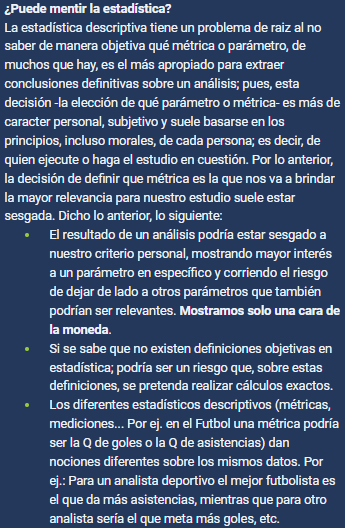 ¿Puede mentir la estadística?
La estadística descriptiva tiene un problema de raiz al no
saber de manera objetiva qué métrica o parámetro, de
muchos que hay, es el más apropiado para extraer
conclusiones definitivas sobre un análisis; pues, esta
decisión -la elección de qué parámetro o métrica- es más de
caracter personal, subjetivo y suele basarse en los
principios, incluso morales, de cada persona; es decir, de
quien ejecute o haga el estudio en cuestión. Por lo anterior,
la decisión de definir que métrica es la que nos va a brindar
la mayor relevancia para nuestro estudio suele estar
sesgada. Dicho lo anterior, lo siguiente:
• El resultado de un análisis podría estar sesgado a
nuestro criterio personal, mostrando mayor interés
a un parámetro en específico y corriendo el riesgo
de dejar de lado a otros parámetros que también
podrían ser relevantes. Mostramos solo una cara de
la moneda.
• Si se sabe que no existen definiciones objetivas en
estadística; podría ser un riesgo que, sobre estas
definiciones, se pretenda realizar cálculos exactos.
• Los diferentes estadísticos descriptivos (métricas,
mediciones... Por ej. en el Futbol una métrica podría
ser la Q de goles o la Q de asistencias) dan
nociones diferentes sobre los mismos datos. Por
ej.: Para un analista deportivo el mejor futbolista es
el que da más asistencias, mientras que para otro
analista sería el que meta más goles, etc.